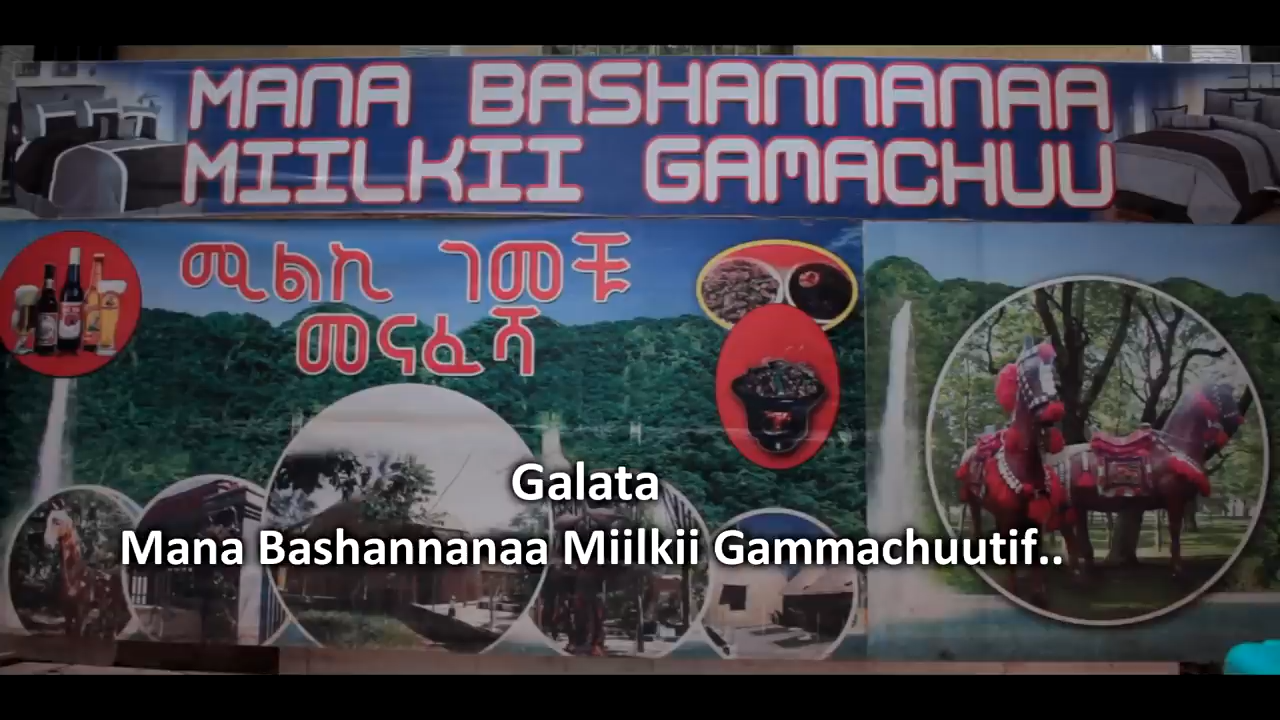 MANA BASHANNANAA
MIILKII GAMACHUU
ሚልኪ ገመቹ
መናፈሻ
Galata
Mana Bashannanaa Miilkii Gammachuutif..